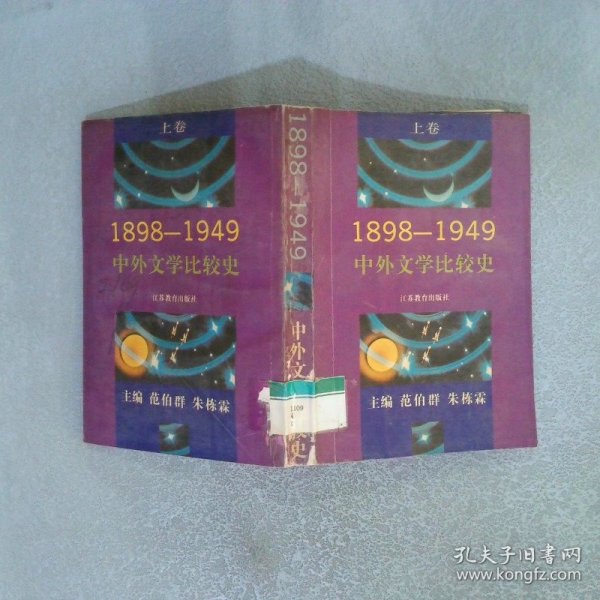 上卷
1898—1949
中外文学比较史
江苏教育出版社
主编 范伯群 朱栋霖
1898—1949
中外文
史
上卷
1898—1949
中外文学比较史
江苏教育出版社
主编 范伯群 朱栋霖
孔夫子旧书网
www.kongfz.com